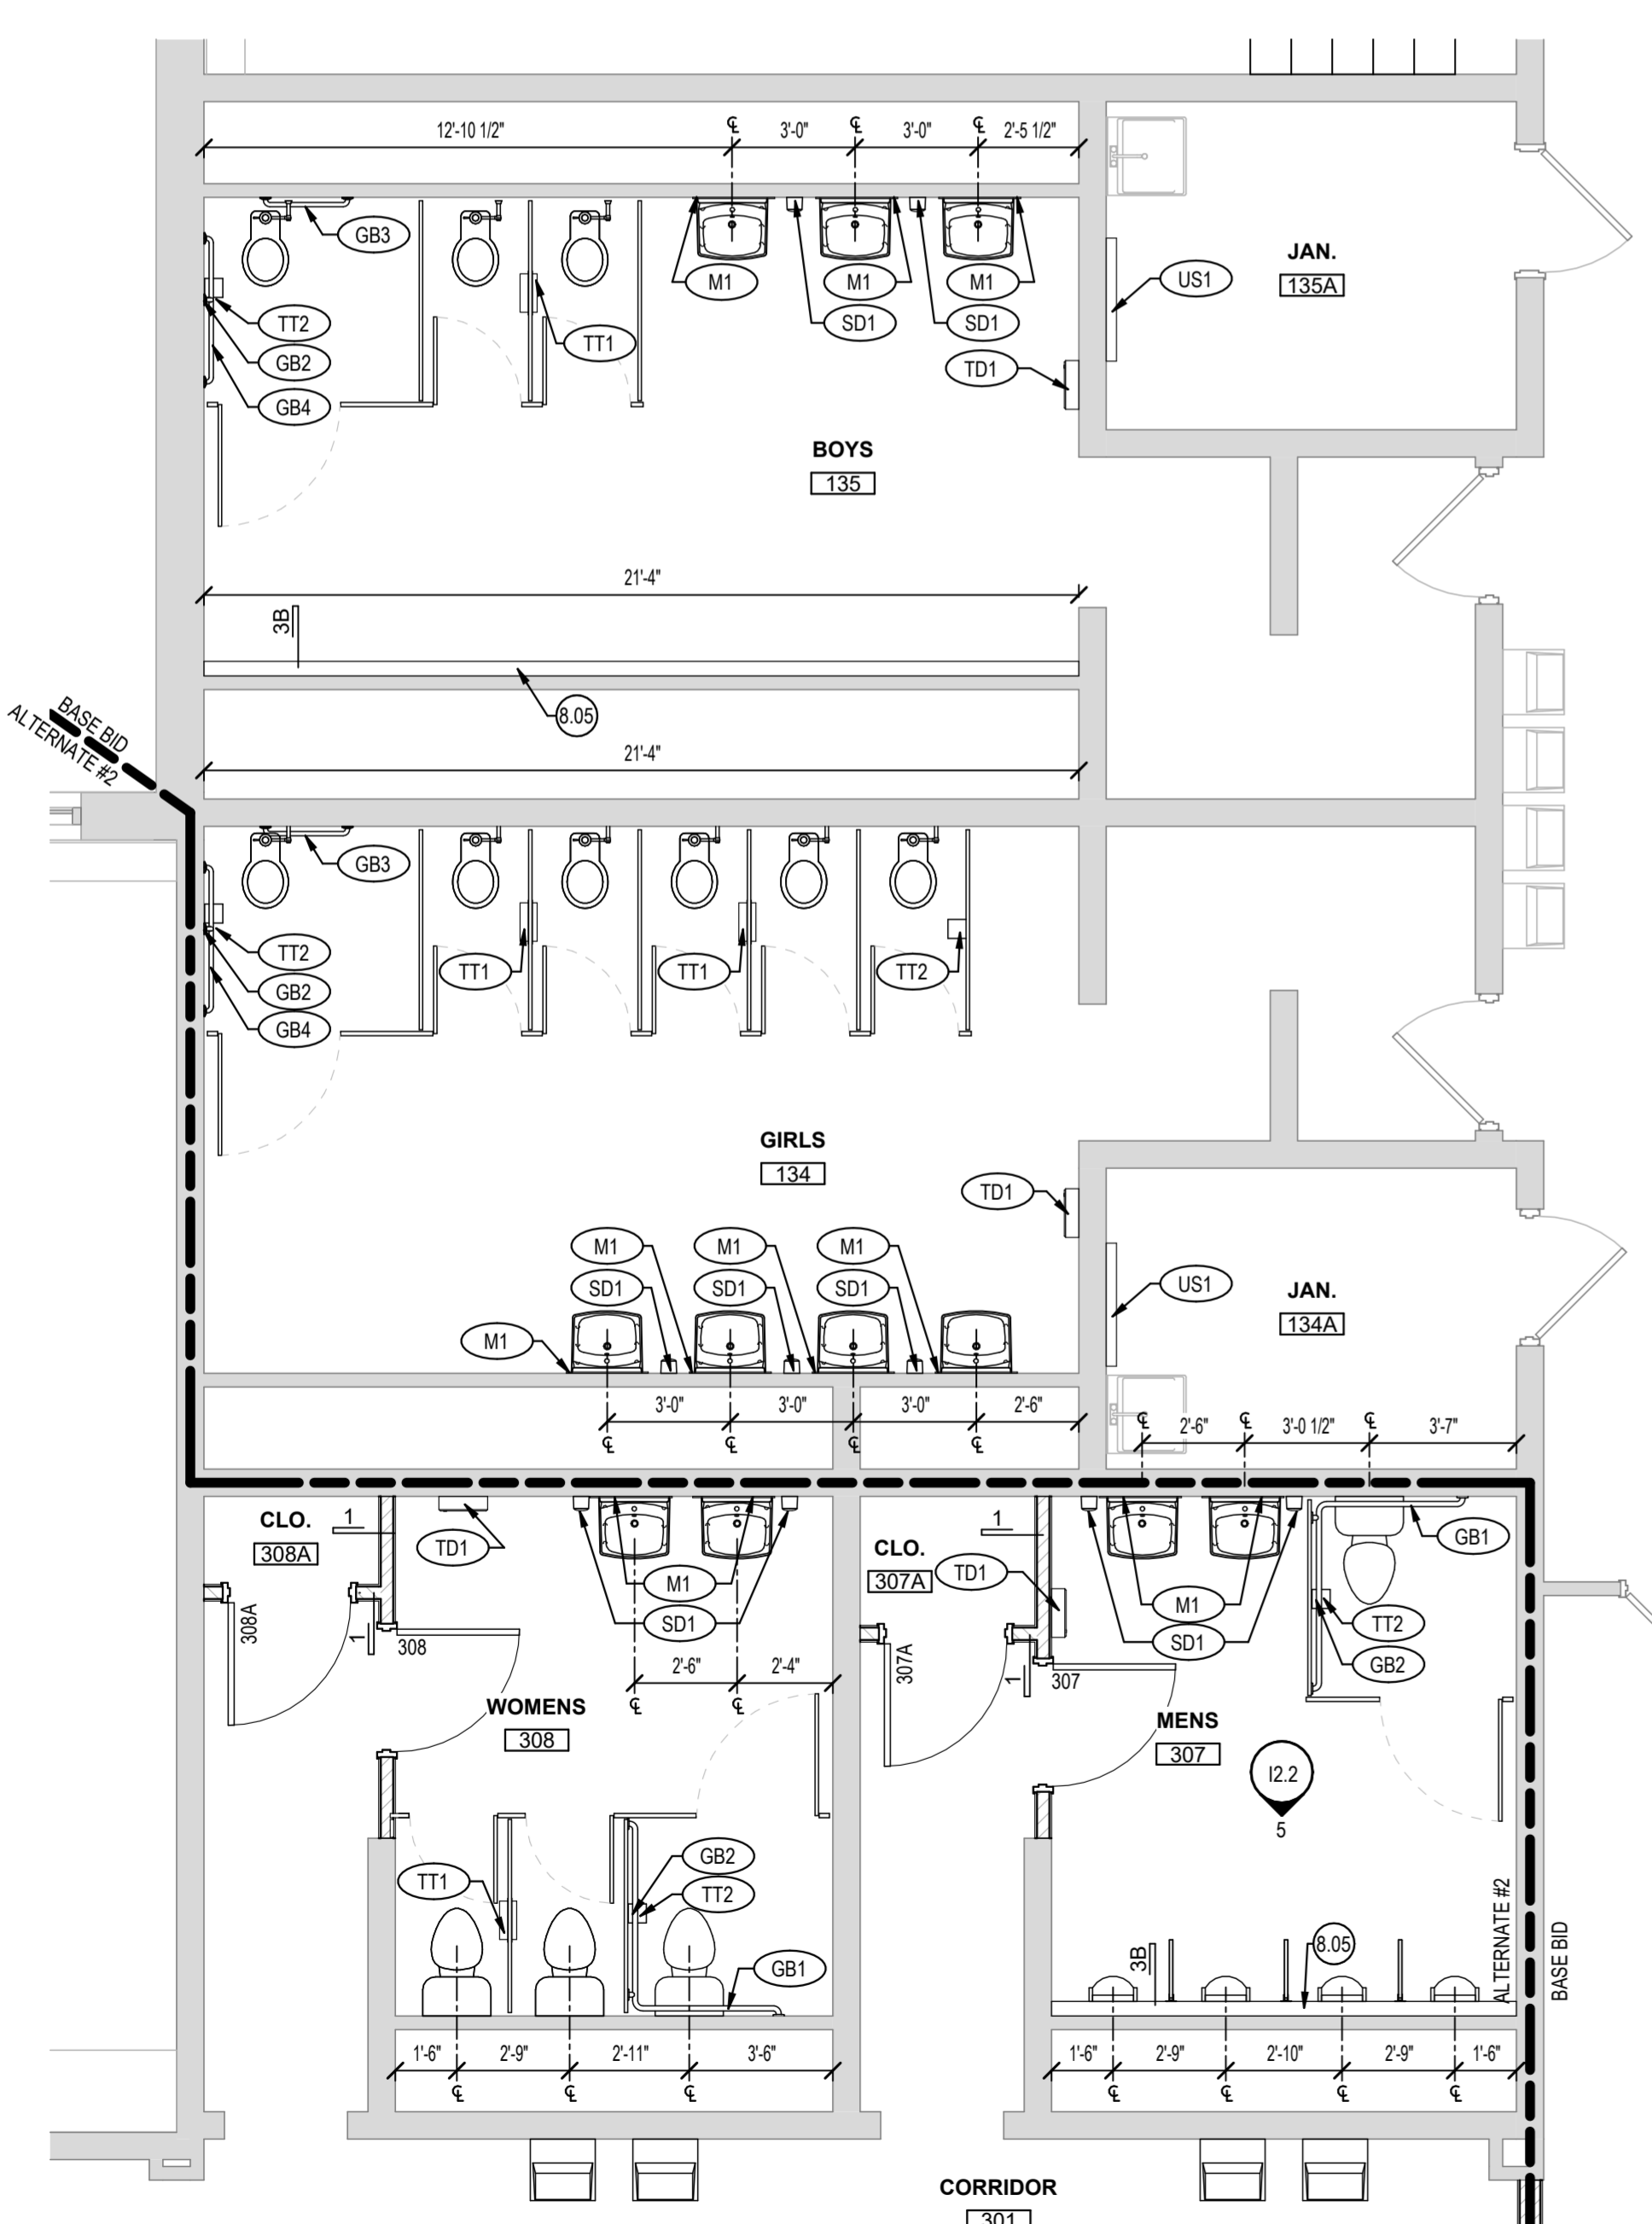 12'-10 1/2"
℄
3'-0"
℄
3'-0"
℄
2'-5 1/2"
GB3
M1
M1
M1
US1
JAN.
135A
TT2
TT1
SD1
SD1
GB2
TD1
GB4
BOYS
135
21'-4"
3B
8.05
BASE BID
ALTERNATE #2
21'-4"
GB3
TT2
TT1
TT1
TT2
GB2
GB4
GIRLS
134
TD1
M1
M1
M1
SD1
SD1
SD1
US1
JAN.
134A
M1
3'-0"
3'-0"
3'-0"
2'-6"
℄
℄
℄
℄
℄
2'-6"
℄
3'-0 1/2"
℄
3'-7"
CLO.
308A
1
TD1
CLO.
307A
1
TD1
GB1
M1
M1
308A
1
308
SD1
307A
1
307
SD1
TT2
GB2
2'-6"
2'-4"
℄
℄
WOMENS
308
MENS
307
I2.2
5
GB2
TT1
TT2
GB1
3B
8.05
ALTERNATE #2
BASE BID
1'-6"
2'-9"
2'-11"
3'-6"
1'-6"
2'-9"
2'-10"
2'-9"
1'-6"
℄
℄
℄
℄
℄
℄
℄
CORRIDOR
301